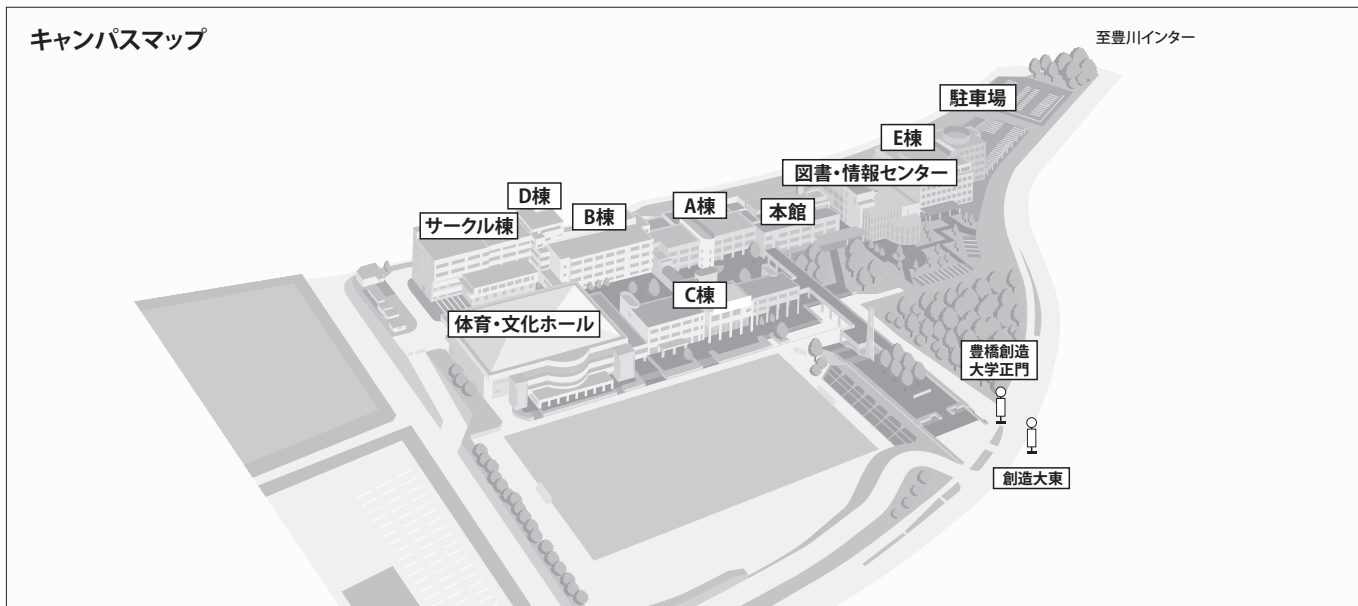 キャンパスマップ
至豊川インター
駐車場
E棟
図書・情報センター
D棟
B棟
A棟
本館
サークル棟
C棟
体育・文化ホール
豊橋創造
大学正門
創造大東